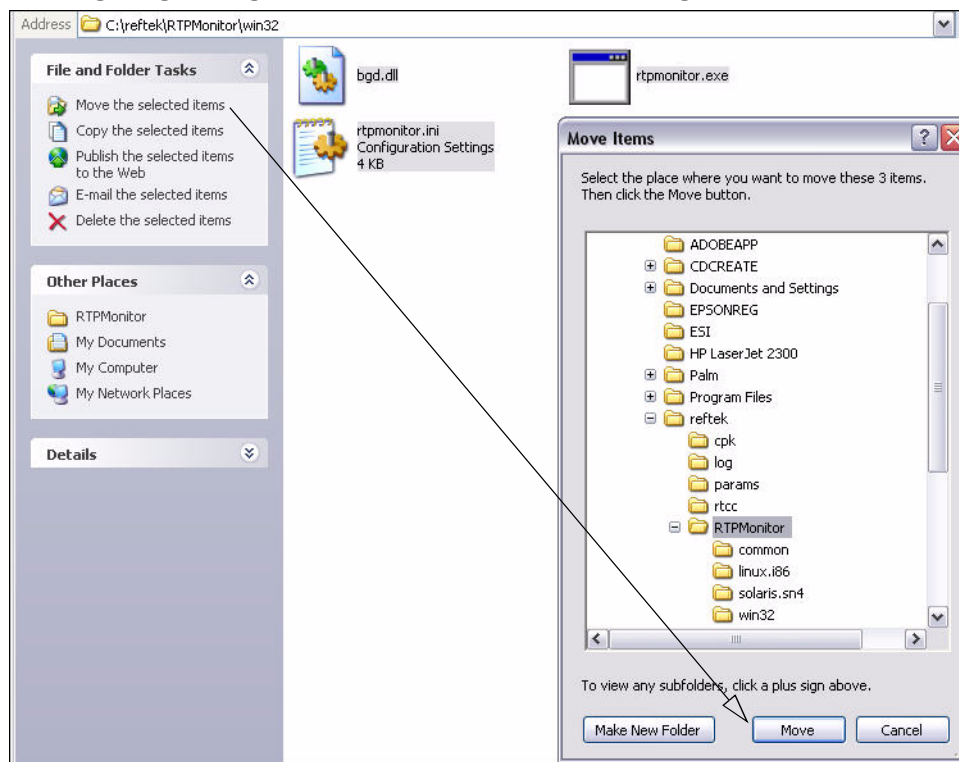 Address C:\reftek\RTPMonitor\win32
File and Folder Tasks
Move the selected items
Copy the selected items
Publish the selected items
to the Web
E-mail the selected items
Delete the selected items
Other Places
RTPMonitor
My Documents
My Computer
My Network Places
Details
bgd.dll
rtpmonitor.exe
rtpmonitor.ini
Configuration Settings
4 KB
Move Items
Select the place where you want to move these 3 items.
Then click the Move button.
ADOBEAPP
CDCREATE
Documents and Settings
EPSONREG
ESI
HP LaserJet 2300
Palm
Program Files
reftek
cpk
log
params
rtcc
RTPMonitor
common
linux.i86
solaris.sn4
win32
To view any subfolders, click a plus sign above.
Make New Folder
Move
Cancel